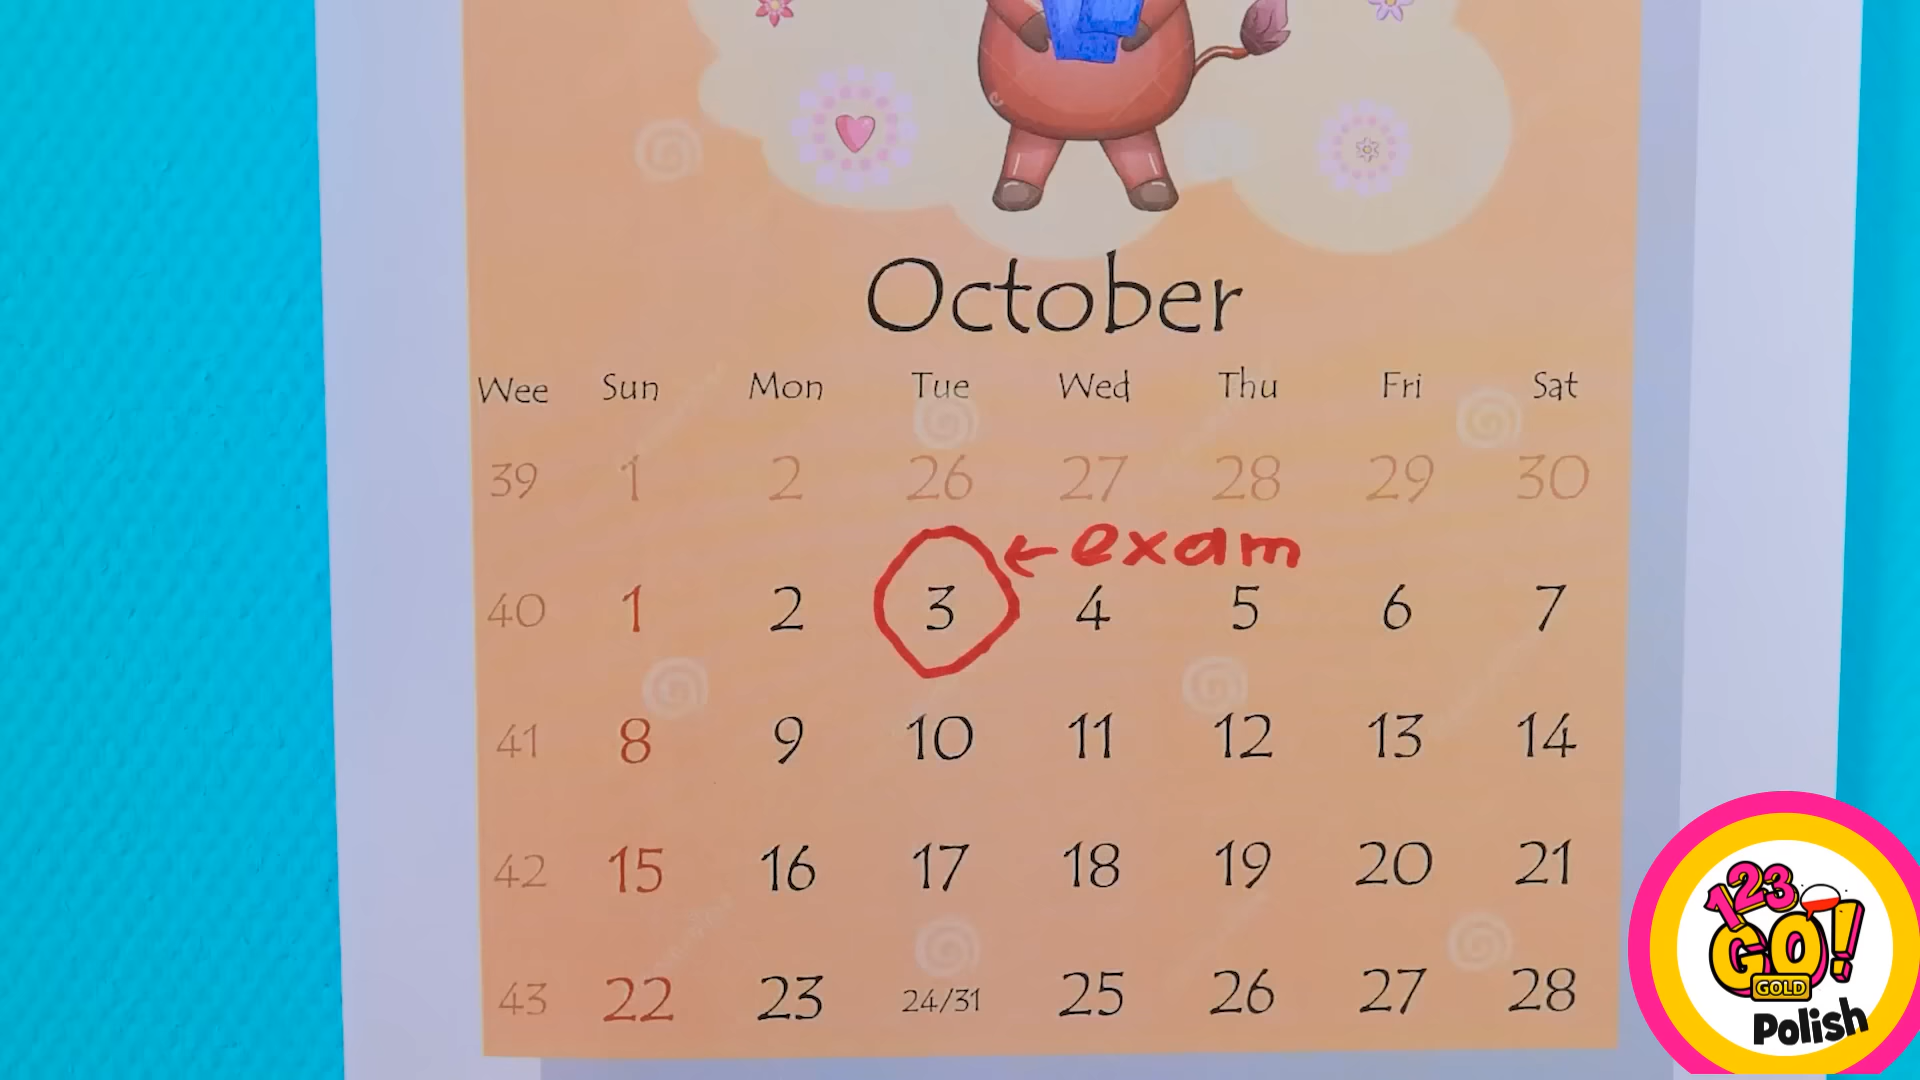 October
Wee Sun Mon Tue Wed Thu Fri Sat
39 1 2 26 27 28 29 30
← exam
40 1 2 3 4 5 6 7
41 8 9 10 11 12 13 14
42 15 16 17 18 19 20 21
43 22 23 24/31 25 26 27 28
123
GO!
GOLD
Polish